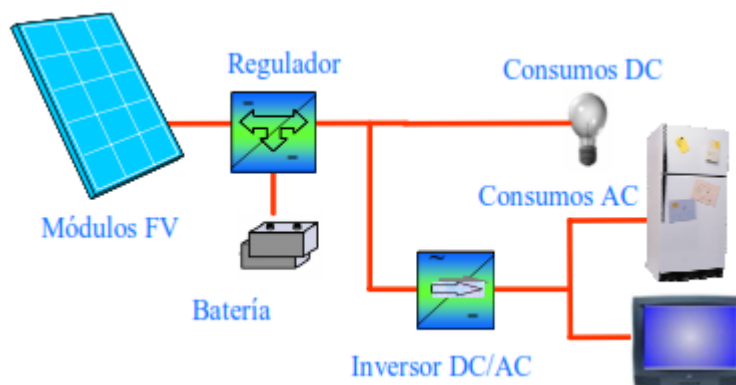 Regulador
Consumos DC
Módulos FV
Consumos AC
Batería
Inversor DC/AC